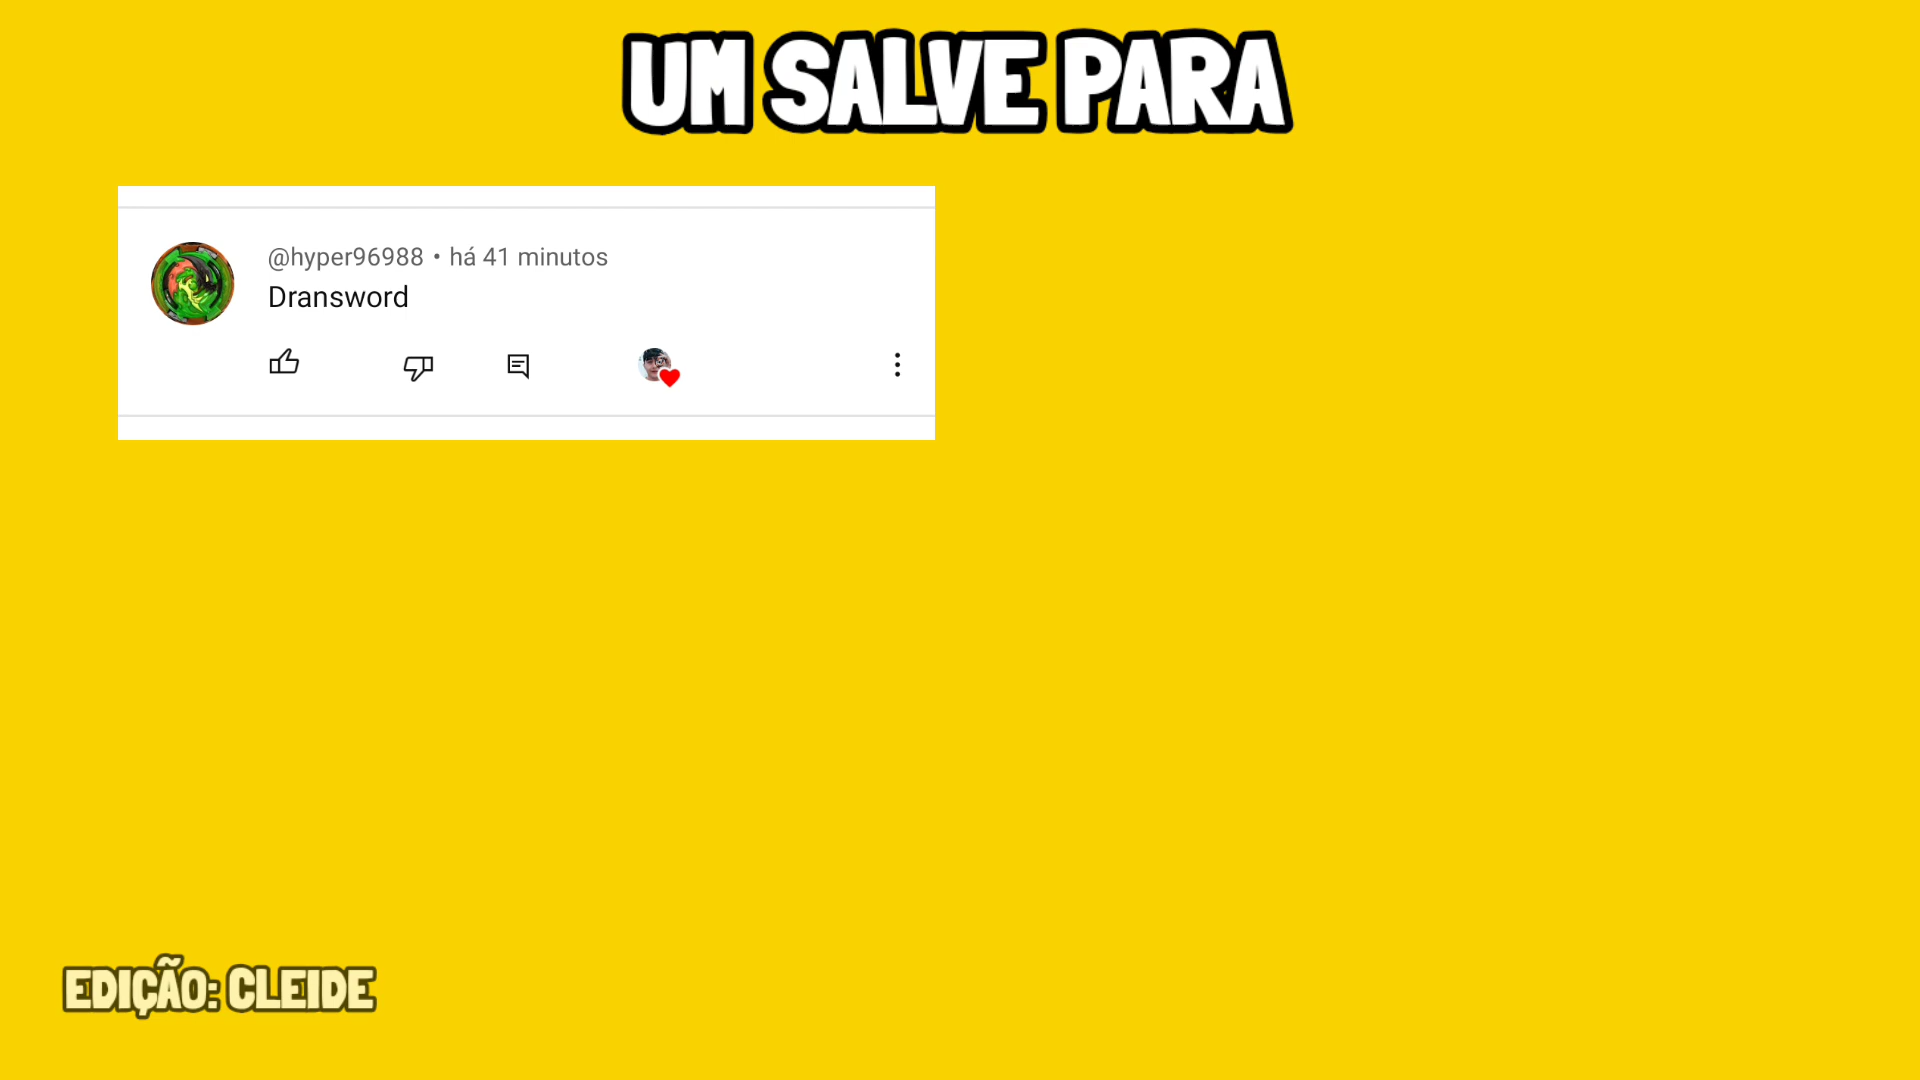 UM SALVE PARA
@hyper96988 • há 41 minutos
Dransword
EDIÇÃO: CLEIDE